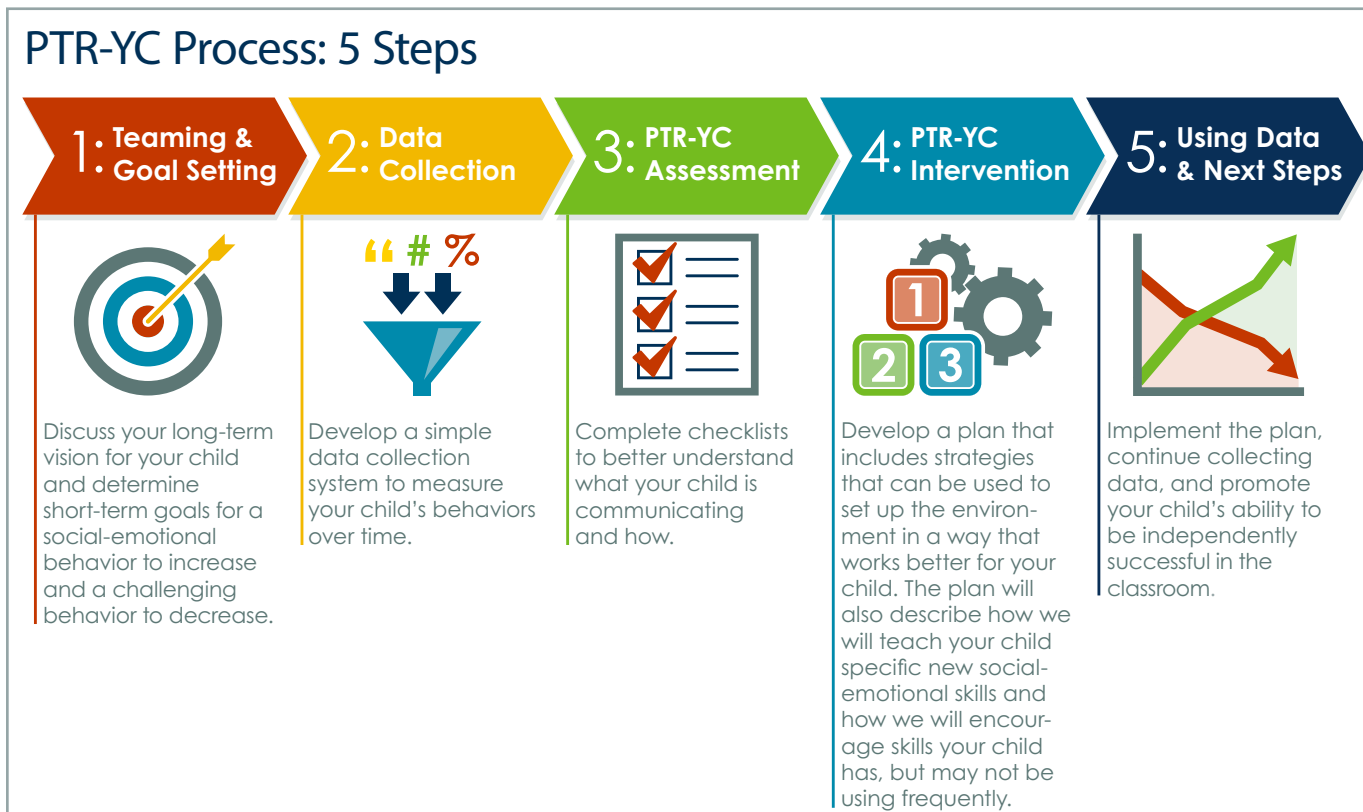 PTR-YC Process: 5 Steps
1: Teaming &
Goal Setting
2: Data
Collection
3: PTR-YC
Assessment
4: PTR-YC
Intervention
5: Using Data
& Next Steps
“ # %
1
2 3
Discuss your long-term
vision for your child
and determine
short-term goals for a
social-emotional
behavior to increase
and a challenging
behavior to decrease.
Develop a simple
data collection
system to measure
your child’s behaviors
over time.
Complete checklists
to better understand
what your child is
communicating
and how.
Develop a plan that
includes strategies
that can be used to
set up the environ-
ment in a way that
works better for your
child. The plan will
also describe how we
will teach your child
specific new social-
emotional skills and
how we will encour-
age skills your child
has, but may not be
using frequently.
Implement the plan,
continue collecting
data, and promote
your child’s ability to
be independently
successful in the
classroom.